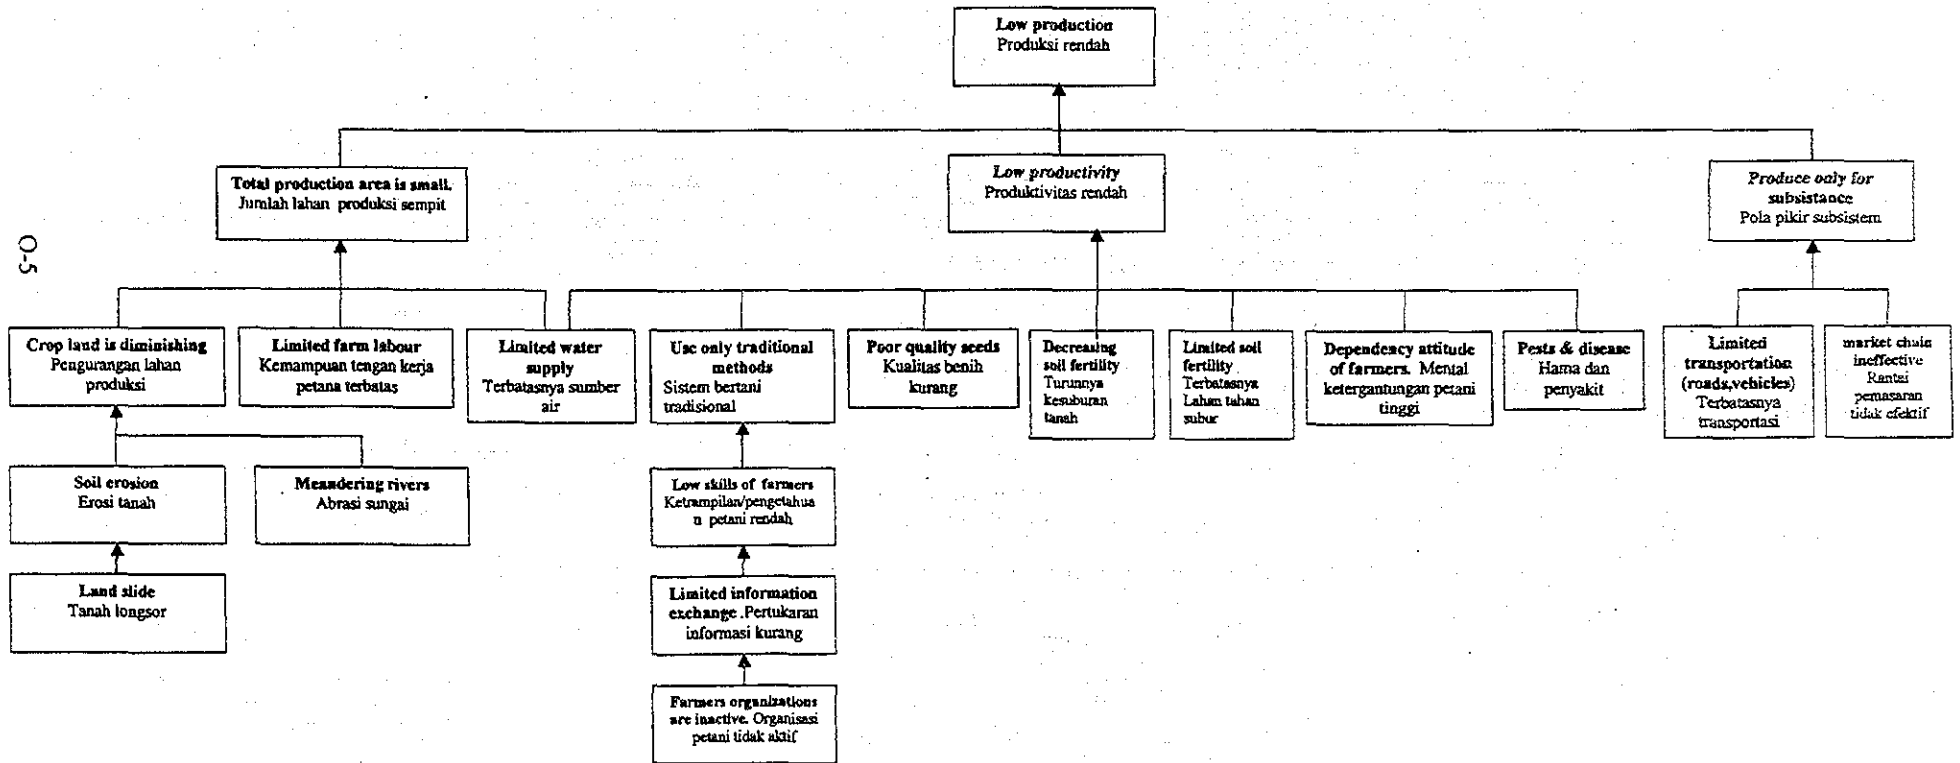 Low production
Produksi rendah
Total production area is small.
Jumlah lahan produksi sempit
Low productivity
Produktivitas rendah
Produce only for
subsistance
Pola pikir subsistem
O-5
Crop land is diminishing
Pengurangan lahan
produksi
Limited farm labour
Kemampuan tengan kerja
petana terbatas
Limited water
supply
Terbatasnya sumber
air
Use only traditional
methods
Sistem bertani
tradisional
Poor quality seeds
Kualitas benih
kurang
Decreasing
soil fertility
Turunnya
kesuburan
tanah
Limited soil
fertility
Terbatasnya
Lahan tahan
subur
Dependency attitude
of farmers. Mental
ketergantungan petani
tinggi
Pests & disease
Hama dan
penyakit
Limited
transportation
(roads,vehicles)
Terbatasnya
transportasi
market chain
ineffective
Rantai
pemasaran
tidak efektif
Soil erosion
Erosi tanah
Meandering rivers
Abrasi sungai
Low skills of farmers
Ketrampilan/pengetahua
n petani rendah
Land slide
Tanah longsor
Limited information
exchange .Pertukaran
informasi kurang
Farmers organizations
are inactive. Organisasi
petani tidak aktif